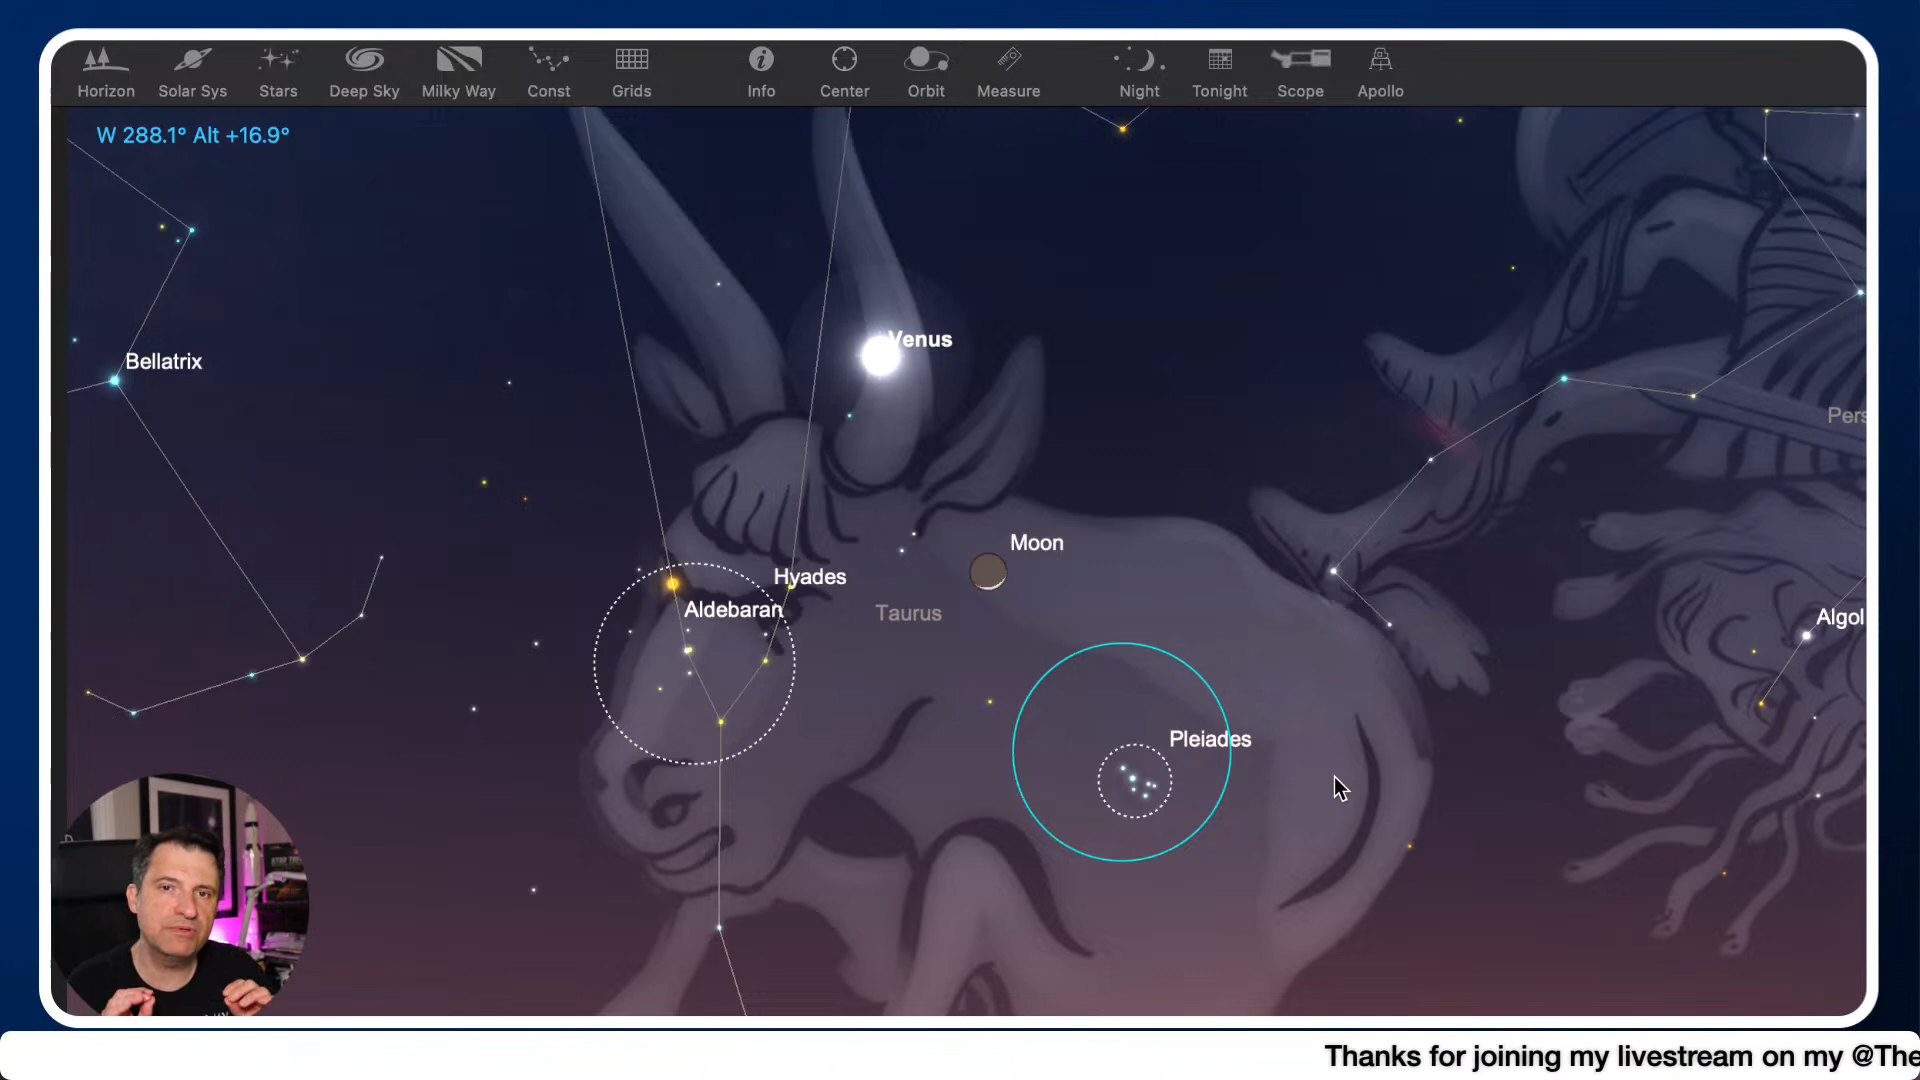 Horizon Solar Sys Stars Deep Sky Milky Way Const Grids Info Center Orbit Measure Night Tonight Scope Apollo
W 288.1° Alt +16.9°
Venus
Bellatrix
Pers
Moon
Hyades
Aldebaran
Taurus
Algol
Pleiades
STAR TREK
Thanks for joining my livestream on my @The